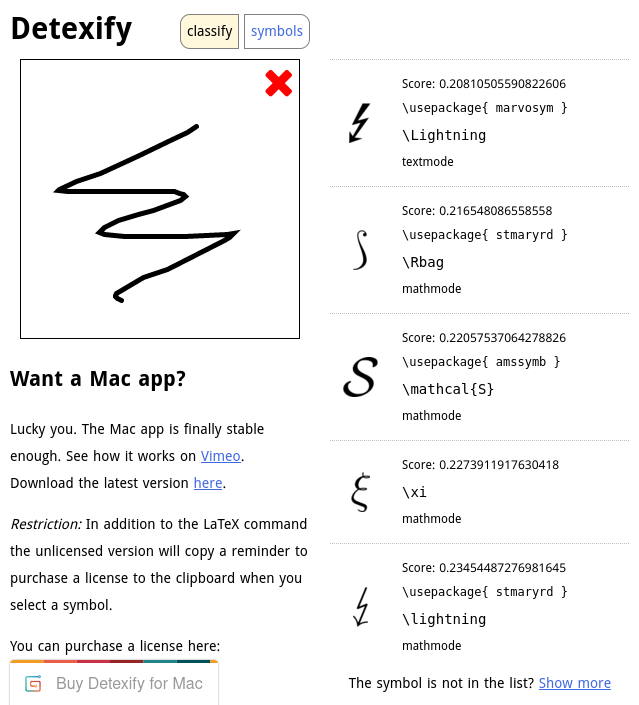 Detexify
classify symbols
Want a Mac app?
Lucky you. The Mac app is finally stable
enough. See how it works on Vimeo.
Download the latest version here.
Restriction: In addition to the LaTeX command
the unlicensed version will copy a reminder to
purchase a license to the clipboard when you
select a symbol.
You can purchase a license here:
Buy Detexify for Mac
Score: 0.20810505590822606
\usepackage{ marvosym }
\Lightning
textmode
Score: 0.216548086558558
\usepackage{ stmaryrd }
\Rbag
mathmode
Score: 0.22057537064278826
\usepackage{ amssymb }
\mathcal{S}
mathmode
Score: 0.2273911917630418
\xi
mathmode
Score: 0.23454487276981645
\usepackage{ stmaryrd }
\lightning
mathmode
The symbol is not in the list? Show more